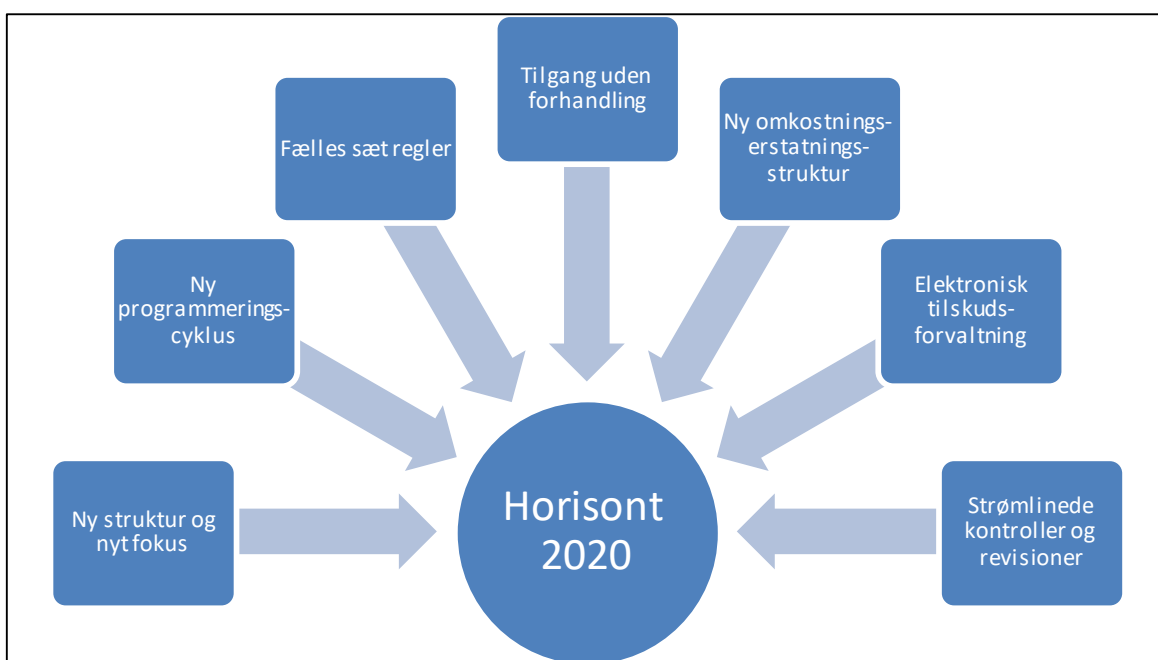 Tilgang uden
forhandling
Fælles sæt regler
Ny omkostnings-
erstatnings-
struktur
Ny
programmerings-
cyklus
Elektronisk
tilskuds-
forvaltning
Ny struktur og
nyt fokus
Horisont
2020
Strømlinede
kontroller og
revisioner